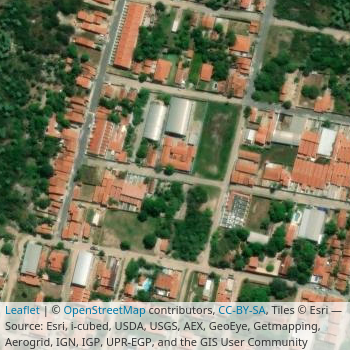 Leaflet | © OpenStreetMap contributors, CC-BY-SA, Tiles © Esri —
Source: Esri, i-cubed, USDA, USGS, AEX, GeoEye, Getmapping,
Aerogrid, IGN, IGP, UPR-EGP, and the GIS User Community